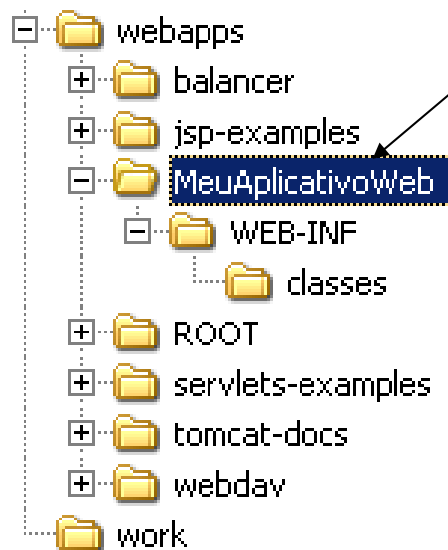 webapps
balancer
jsp-examples
MeuAplicativoWeb
WEB-INF
classes
ROOT
servlets-examples
tomcat-docs
webdav
work